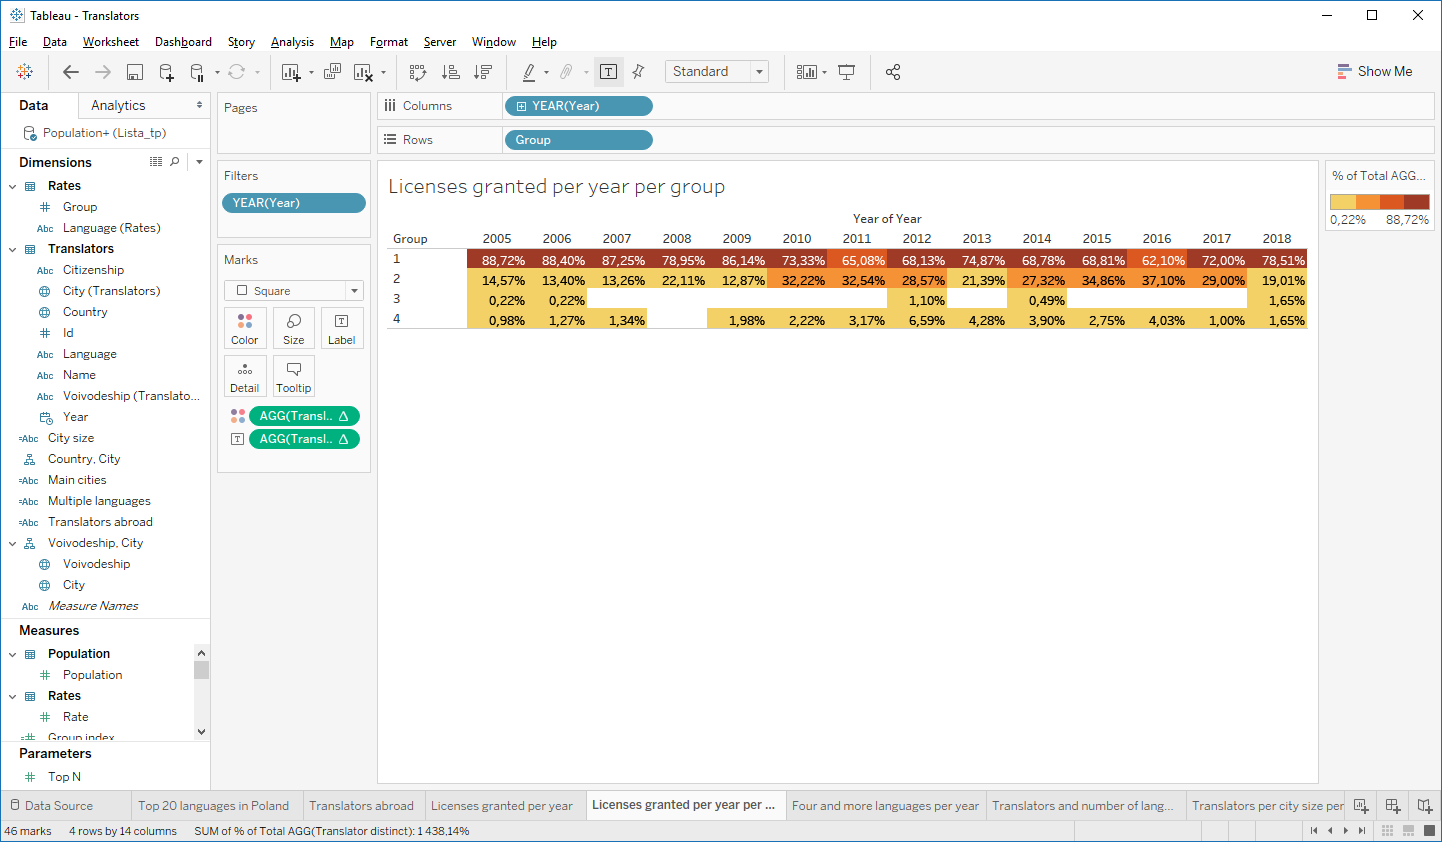 Tableau - Translators
File Data Worksheet Dashboard Story Analysis Map Format Server Window Help
Standard
Show Me
Data Analytics
Population+ (Lista_tp)
Dimensions
Rates
# Group
Abc Language (Rates)
Translators
Abc Citizenship
City (Translators)
Country
# Id
Abc Language
Abc Name
Abc Voivodeship (Translato...
Year
=Abc City size
Country, City
=Abc Main cities
=Abc Multiple languages
=Abc Translators abroad
Voivodeship, City
Voivodeship
City
Abc Measure Names
Measures
Population
# Population
Rates
# Rate
=# Group index
Parameters
# Top N
Pages
Filters
YEAR(Year)
Marks
Square
Color Size Label
Detail Tooltip
AGG(Transl.. Δ
AGG(Transl.. Δ
Columns YEAR(Year)
Rows Group
Licenses granted per year per group
Year of Year
Group 2005 2006 2007 2008 2009 2010 2011 2012 2013 2014 2015 2016 2017 2018
1 88,72% 88,40% 87,25% 78,95% 86,14% 73,33% 65,08% 68,13% 74,87% 68,78% 68,81% 62,10% 72,00% 78,51%
2 14,57% 13,40% 13,26% 22,11% 12,87% 32,22% 32,54% 28,57% 21,39% 27,32% 34,86% 37,10% 29,00% 19,01%
3 0,22% 0,22% 1,10% 0,49% 1,65%
4 0,98% 1,27% 1,34% 1,98% 2,22% 3,17% 6,59% 4,28% 3,90% 2,75% 4,03% 1,00% 1,65%
% of Total AGG...
0,22% 88,72%
Data Source Top 20 languages in Poland Translators abroad Licenses granted per year Licenses granted per year per ... Four and more languages per year Translators and number of lang... Translators per city size per
46 marks 4 rows by 14 columns SUM of % of Total AGG(Translator distinct): 1 438,14%